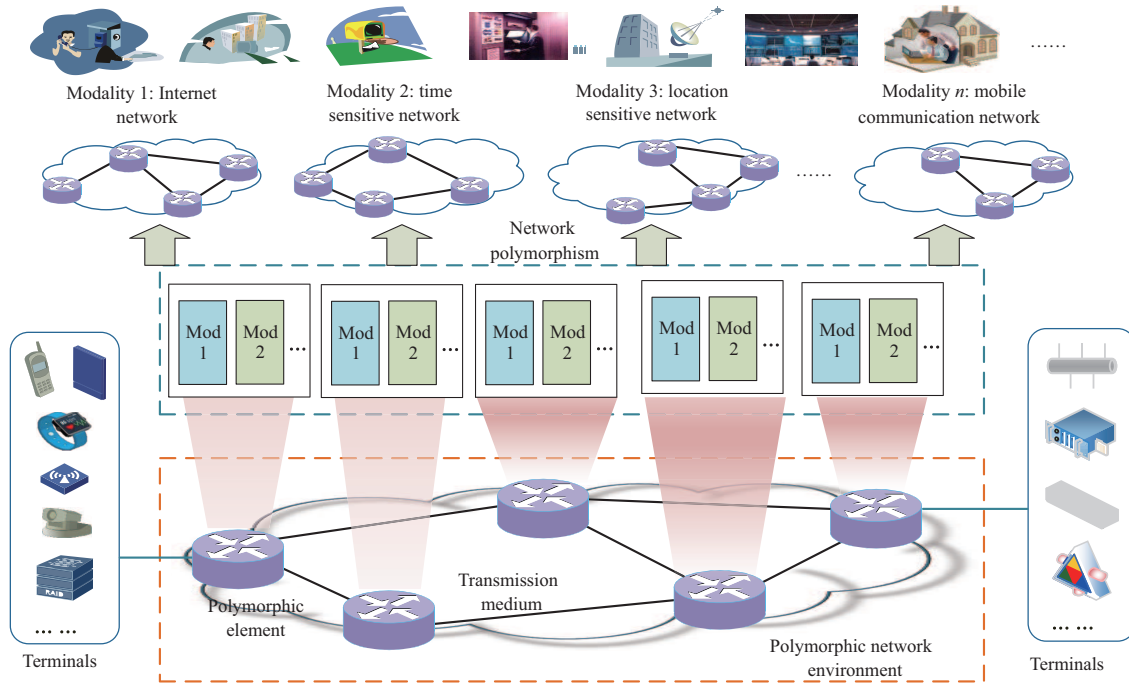 ......
Modality 1: Internet
network
Modality 2: time
sensitive network
Modality 3: location
sensitive network
Modality n: mobile
communication network
......
Network
polymorphism
Mod
1
Mod
2
...
Mod
1
Mod
2
...
Mod
1
Mod
2
...
Mod
1
Mod
2
...
Mod
1
Mod
2
...
RAID
... ...
Terminals
Polymorphic
element
Transmission
medium
Polymorphic network
environment
... ...
Terminals